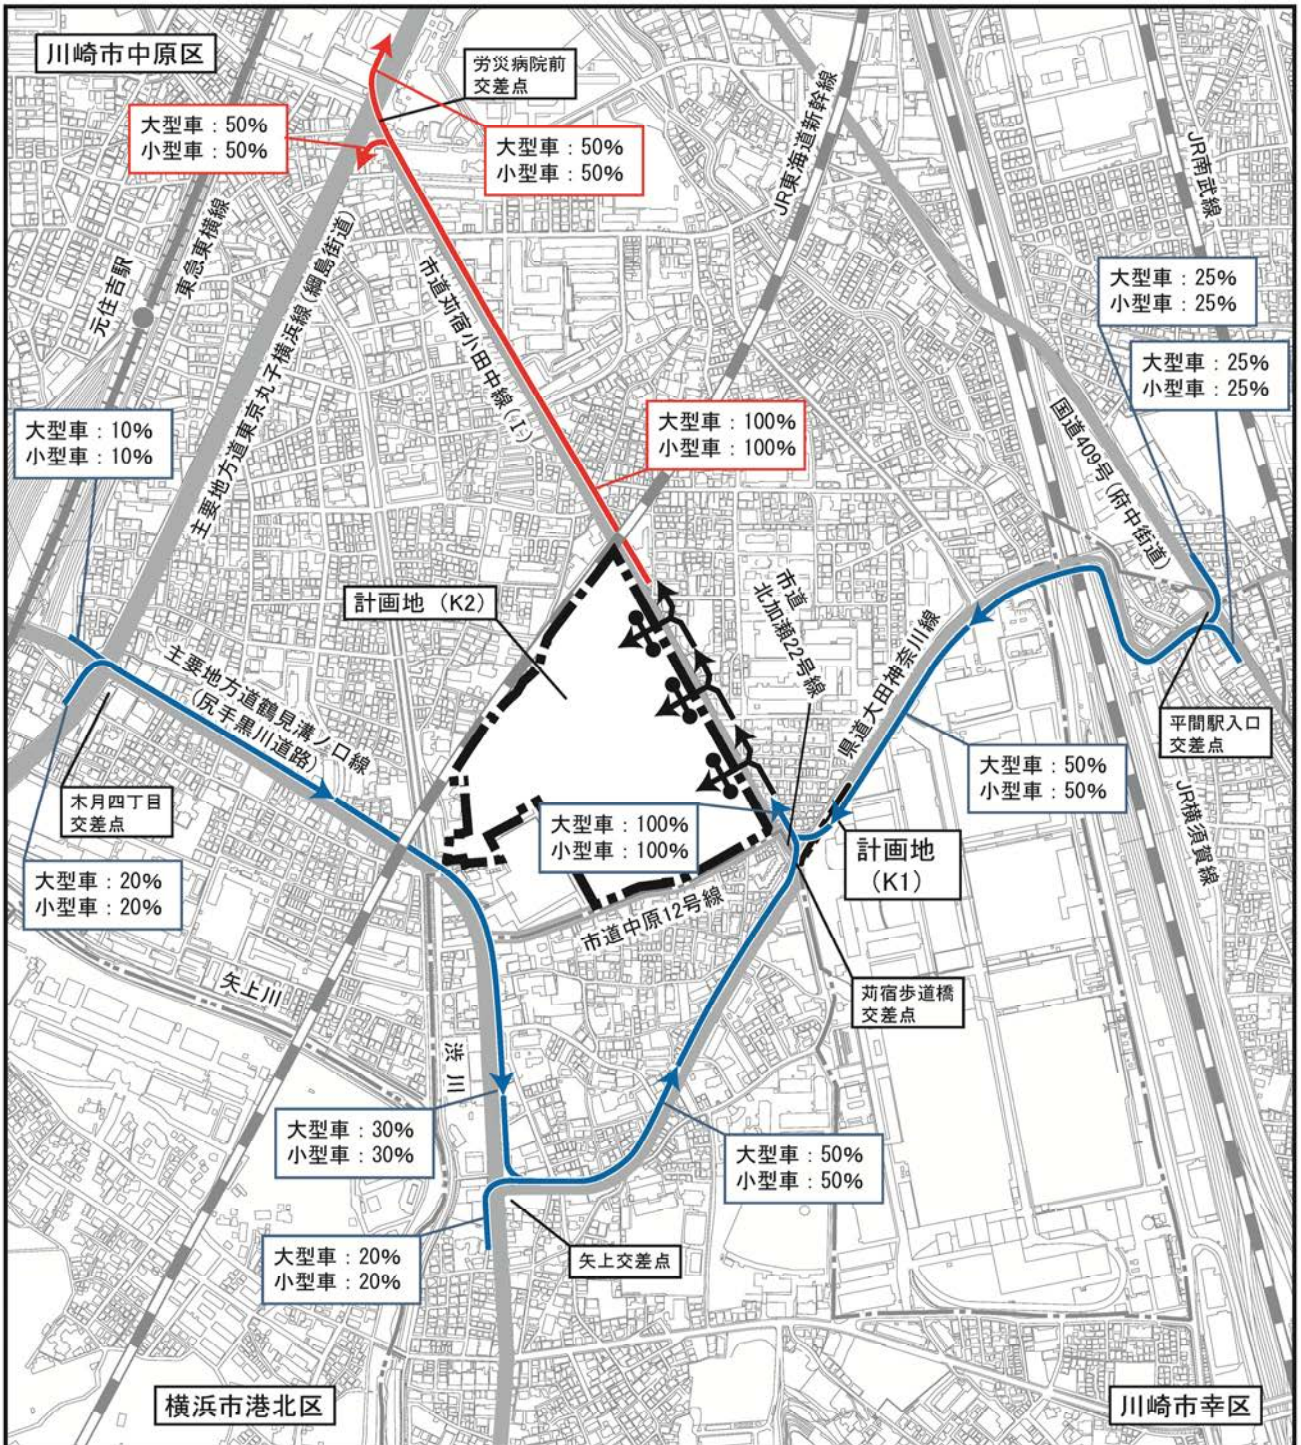 川崎市中原区
労災病院前
交差点
大型車：50%
小型車：50%
大型車：50%
小型車：50%
JR東海道新幹線
JR南武線
東急東横線
元住吉駅
主要地方道東京丸子横浜線（綱島街道）
市道苅宿小田中線（Ⅰ）
大型車：25%
小型車：25%
大型車：25%
小型車：25%
国道409号（府中街道）
大型車：10%
小型車：10%
大型車：100%
小型車：100%
計画地（K2）
市道
北加瀬22号線
県道大田神奈川線
主要地方道鶴見溝ノ口線
（尻手黒川道路）
平間駅入口
交差点
大型車：50%
小型車：50%
JR横須賀線
木月四丁目
交差点
大型車：100%
小型車：100%
計画地
（K1）
大型車：20%
小型車：20%
市道中原12号線
矢上川
苅宿歩道橋
交差点
渋川
大型車：30%
小型車：30%
大型車：50%
小型車：50%
大型車：20%
小型車：20%
矢上交差点
横浜市港北区
川崎市幸区